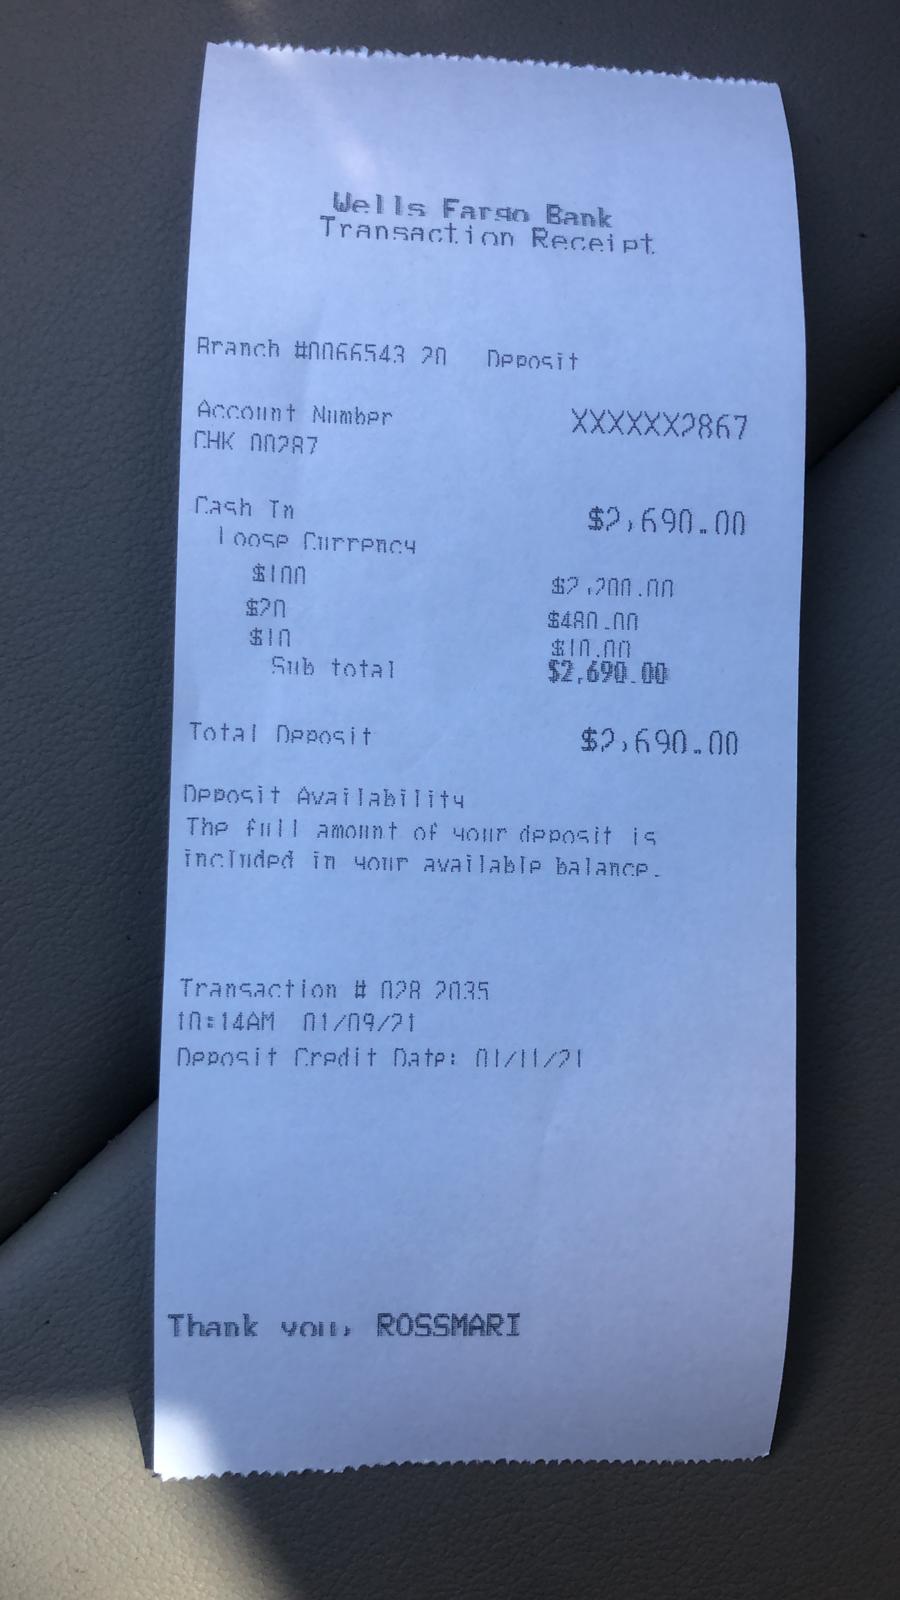 Wells Fargo Bank
Transaction Receipt
Branch #0066543 20 Deposit
Account Number XXXXXX2867
CHK 00287
Cash In $2,690.00
Loose Currency
$100 $2,200.00
$20 $480.00
$10 $10.00
Sub total $2,690.00
Total Deposit $2,690.00
Deposit Availability
The full amount of your deposit is
included in your available balance.
Transaction # 028 2035
10:14AM 01/09/21
Deposit Credit Date: 01/11/21
Thank you, ROSSMARI